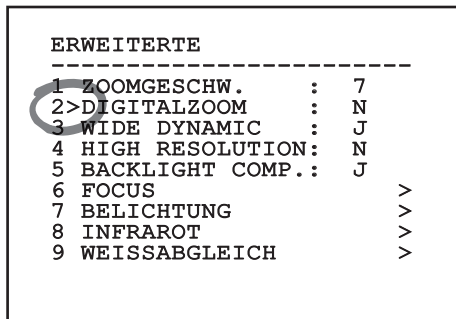 ERWEITERTE
-------------------------
1 ZOOMGESCHW. : 7
2>DIGITALZOOM : N
3 WIDE DYNAMIC : J
4 HIGH RESOLUTION: N
5 BACKLIGHT COMP.: J
6 FOCUS >
7 BELICHTUNG >
8 INFRAROT >
9 WEISSABGLEICH >